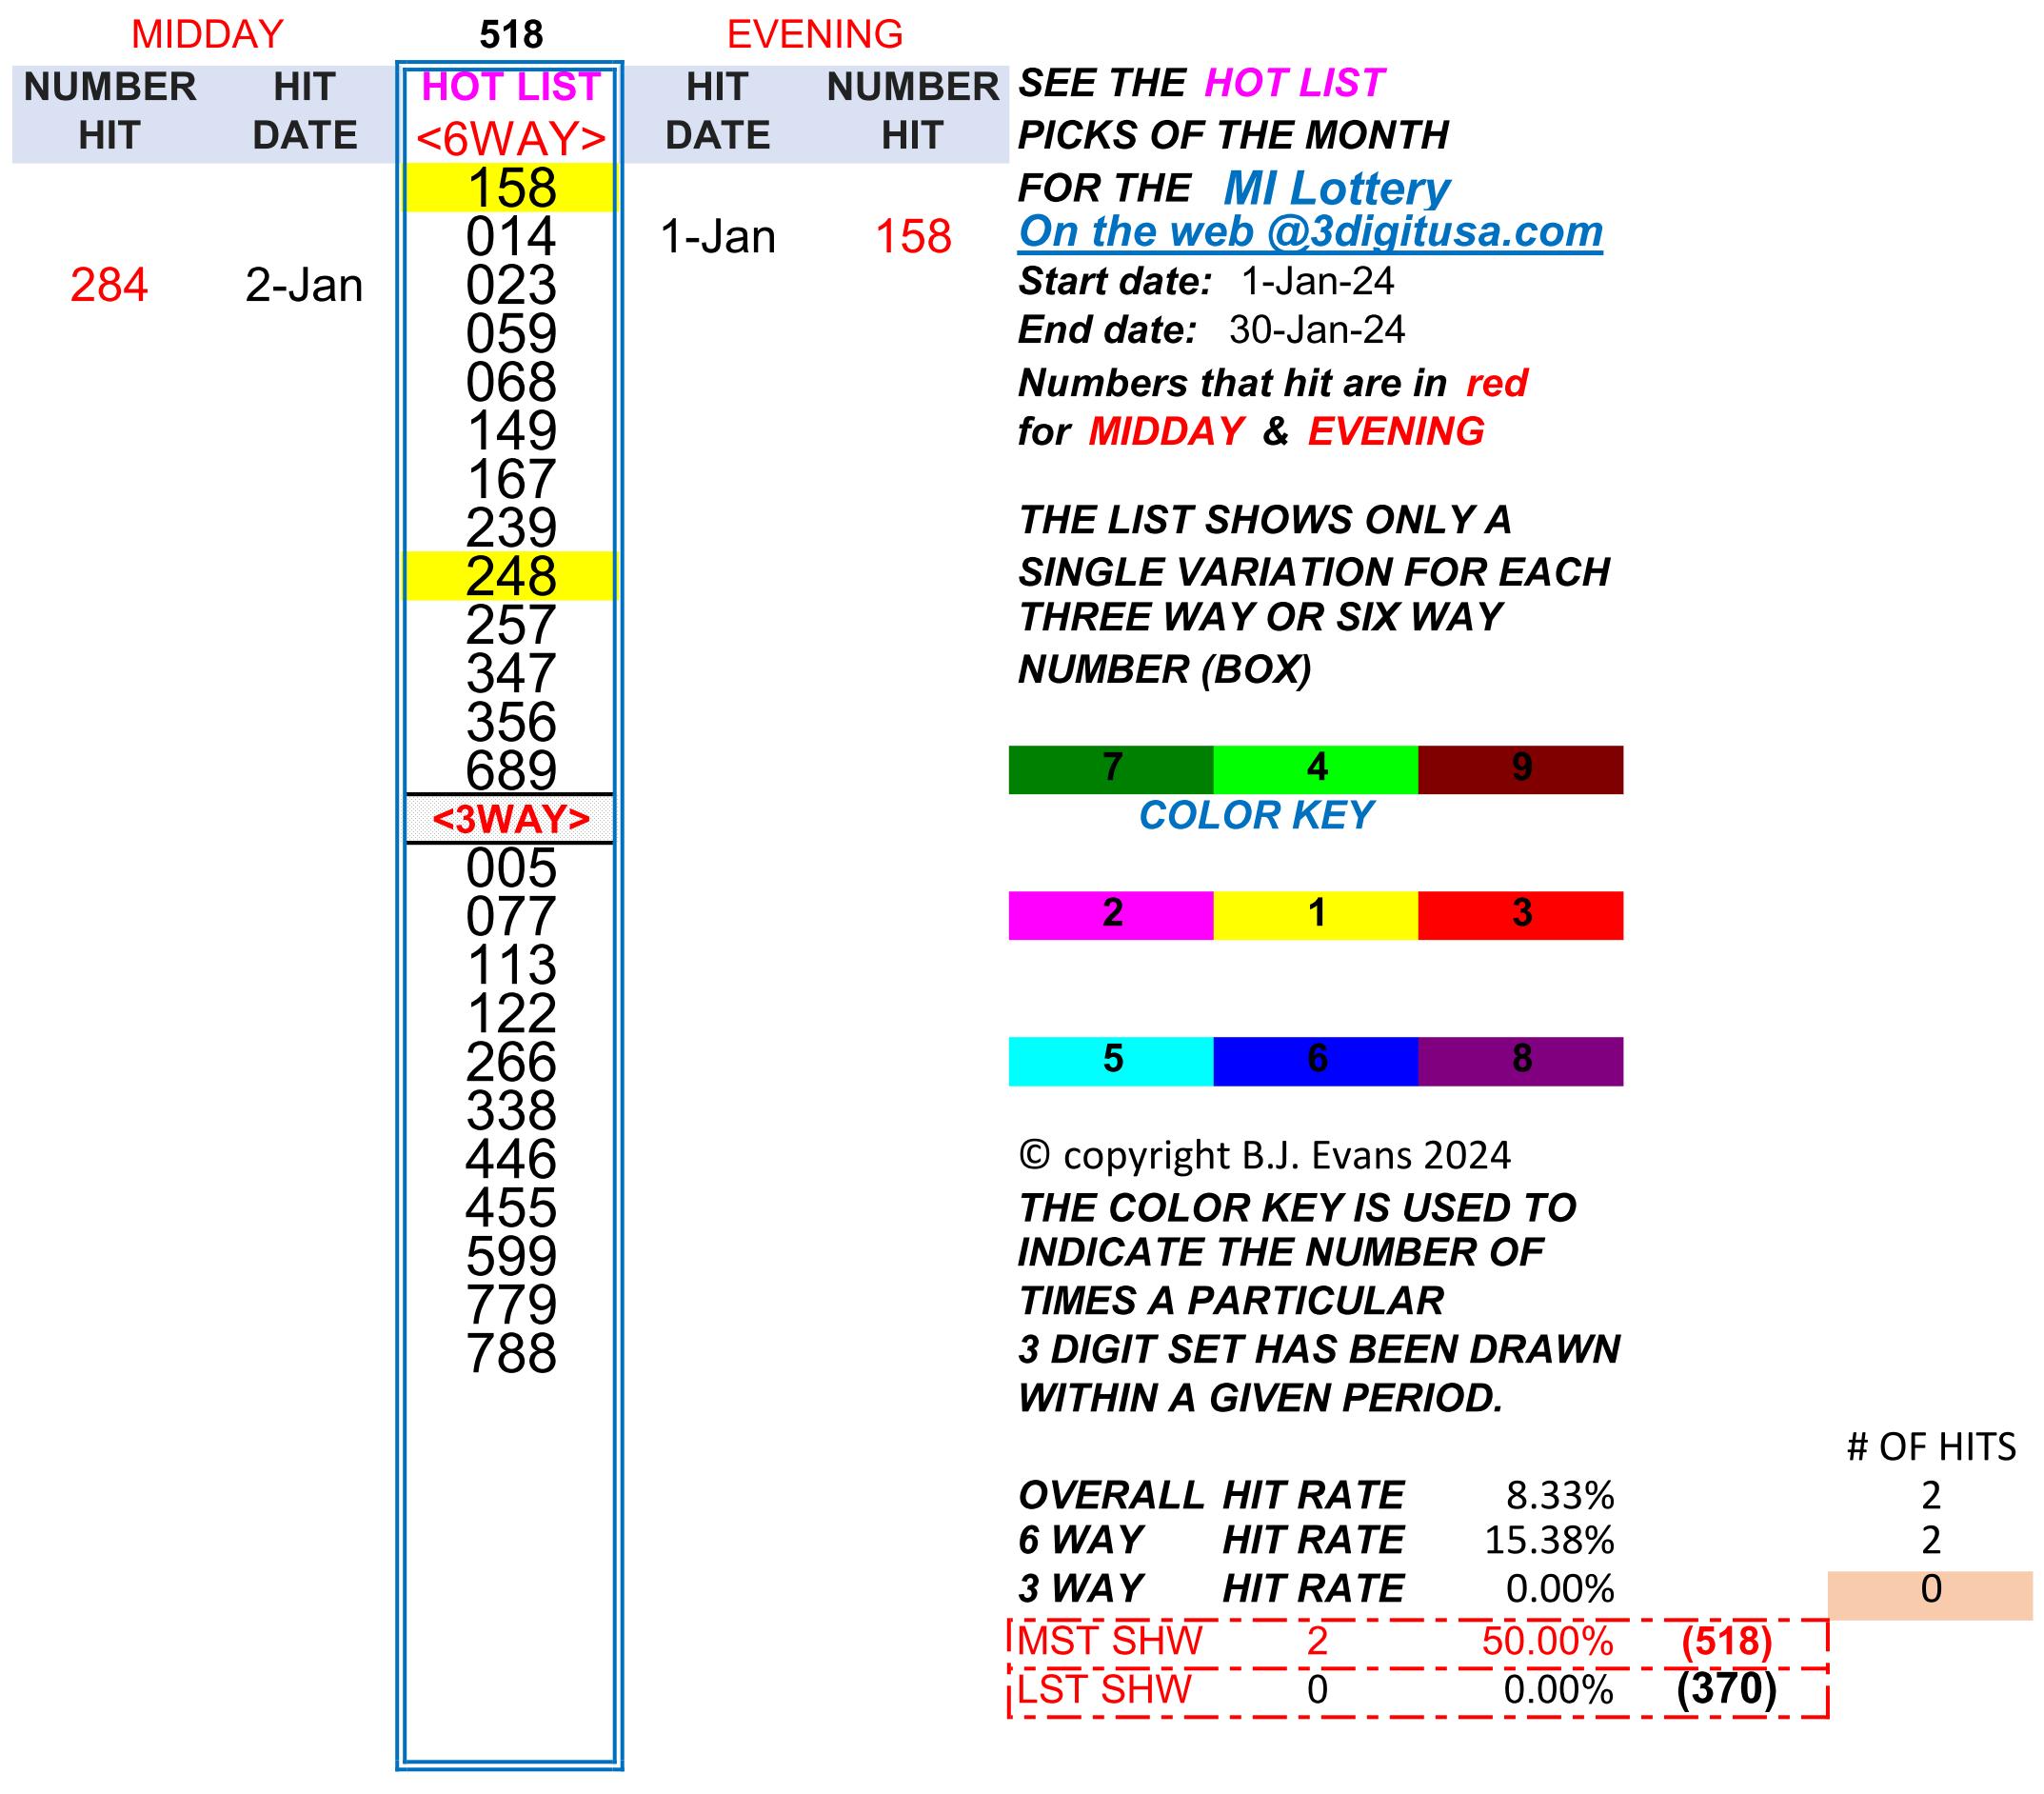 MIDDAY 518 EVENING
NUMBER HIT HOT LIST HIT NUMBER SEE THE HOT LIST
HIT DATE <6WAY> DATE HIT PICKS OF THE MONTH
158 FOR THE MI Lottery
014 1-Jan 158 On the web @3digitusa.com
284 2-Jan 023 Start date: 1-Jan-24
059 End date: 30-Jan-24
068 Numbers that hit are in red
149 for MIDDAY & EVENING
167
239 THE LIST SHOWS ONLY A
248 SINGLE VARIATION FOR EACH
257 THREE WAY OR SIX WAY
347 NUMBER (BOX)
356
689 7 4 9
<3WAY> COLOR KEY
005
077 2 1 3
113
122
266 5 6 8
338
446 © copyright B.J. Evans 2024
455 THE COLOR KEY IS USED TO
599 INDICATE THE NUMBER OF
779 TIMES A PARTICULAR
788 3 DIGIT SET HAS BEEN DRAWN
WITHIN A GIVEN PERIOD.
# OF HITS
OVERALL HIT RATE 8.33% 2
6 WAY HIT RATE 15.38% 2
3 WAY HIT RATE 0.00% 0
MST SHW 2 50.00% (518)
LST SHW 0 0.00% (370)